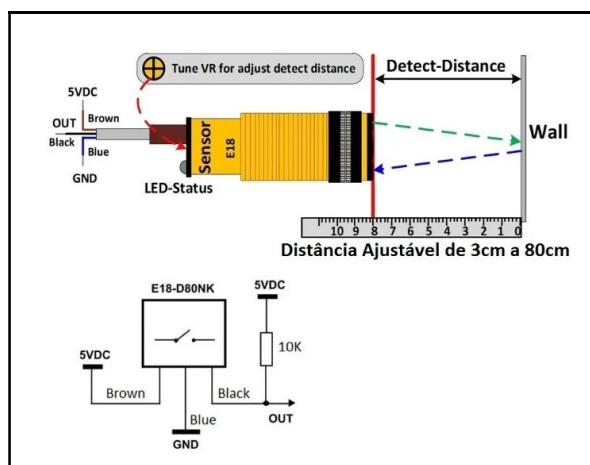 Tune VR for adjust detect distance
Detect-Distance
5VDC
Brown
OUT
Black
Blue
GND
Sensor
E18
LED-Status
Wall
10 9 8 7 6 5 4 3 2 1 0
Distância Ajustável de 3cm a 80cm
E18-D80NK
5VDC
5VDC
10K
Brown
Black
Blue
OUT
GND